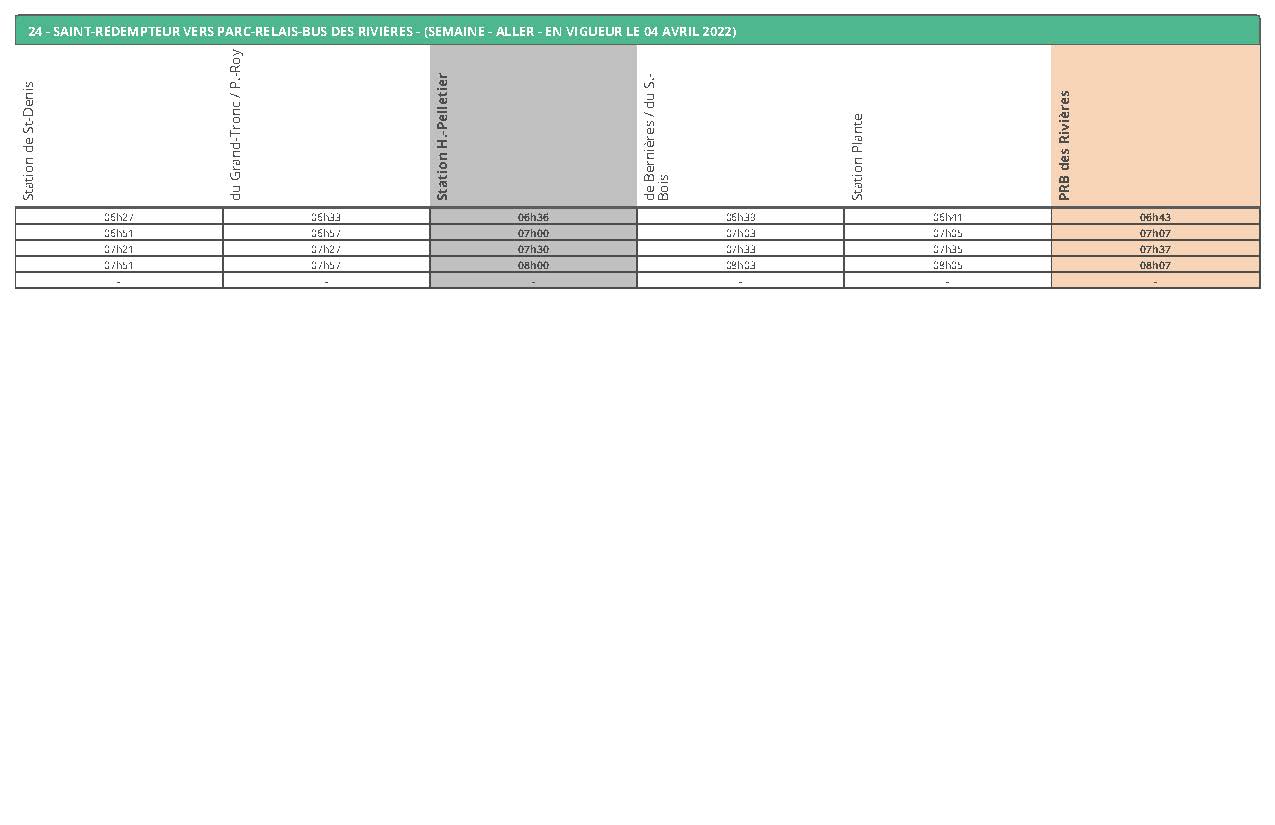 24 - SAINT-RÉDEMPTEUR VERS PARC-RELAIS-BUS DES RIVIÈRES - (SEMAINE - ALLER - EN VIGUEUR LE 04 AVRIL 2022)
Station de St-Denis
du Grand-Tronc / P.-Roy
Station H.-Pelletier
de Bernières / du S.-
Bois
Station Plante
PRB des Rivières
06h27 06h33 06h36 06h39 06h41 06h43
06h51 06h57 07h00 07h03 07h05 07h07
07h21 07h27 07h30 07h33 07h35 07h37
07h51 07h57 08h00 08h03 08h05 08h07
- - - - - -